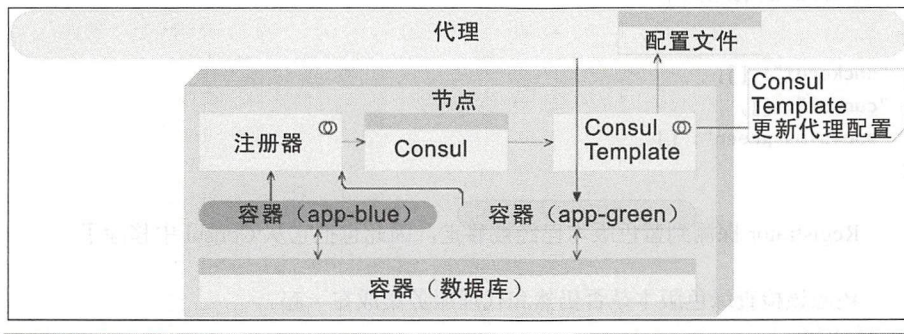 代理
配置文件
节点
注册器
Consul
Consul
Template
Consul
Template
更新代理配置
容器（app-blue）
容器（app-green）
容器（数据库）